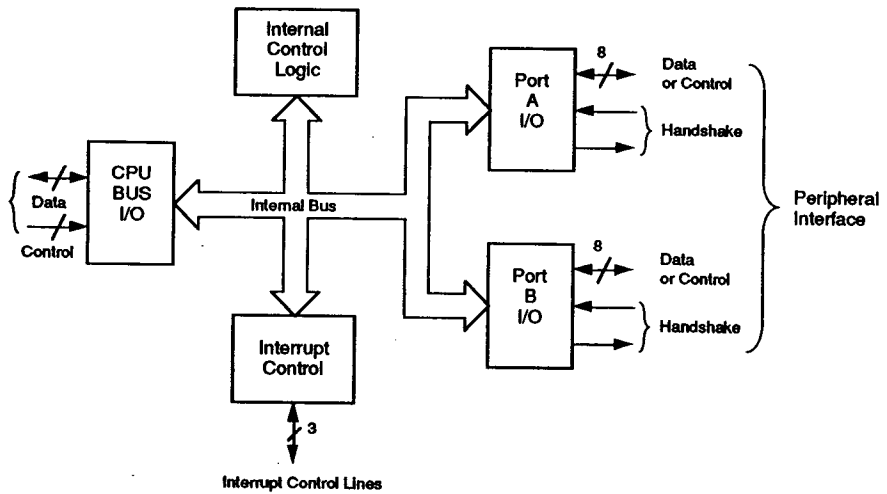 Internal
Control
Logic
CPU
BUS
I/O
Data
Control
Internal Bus
Interrupt
Control
3
Interrupt Control Lines
Port
A
I/O
8
Data
or Control
Handshake
Port
B
I/O
8
Data
or Control
Handshake
Peripheral
Interface